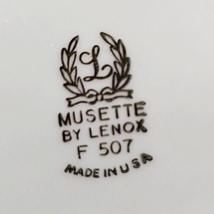 L
MUSETTE
BY LENOX
F 507
MADE IN USA